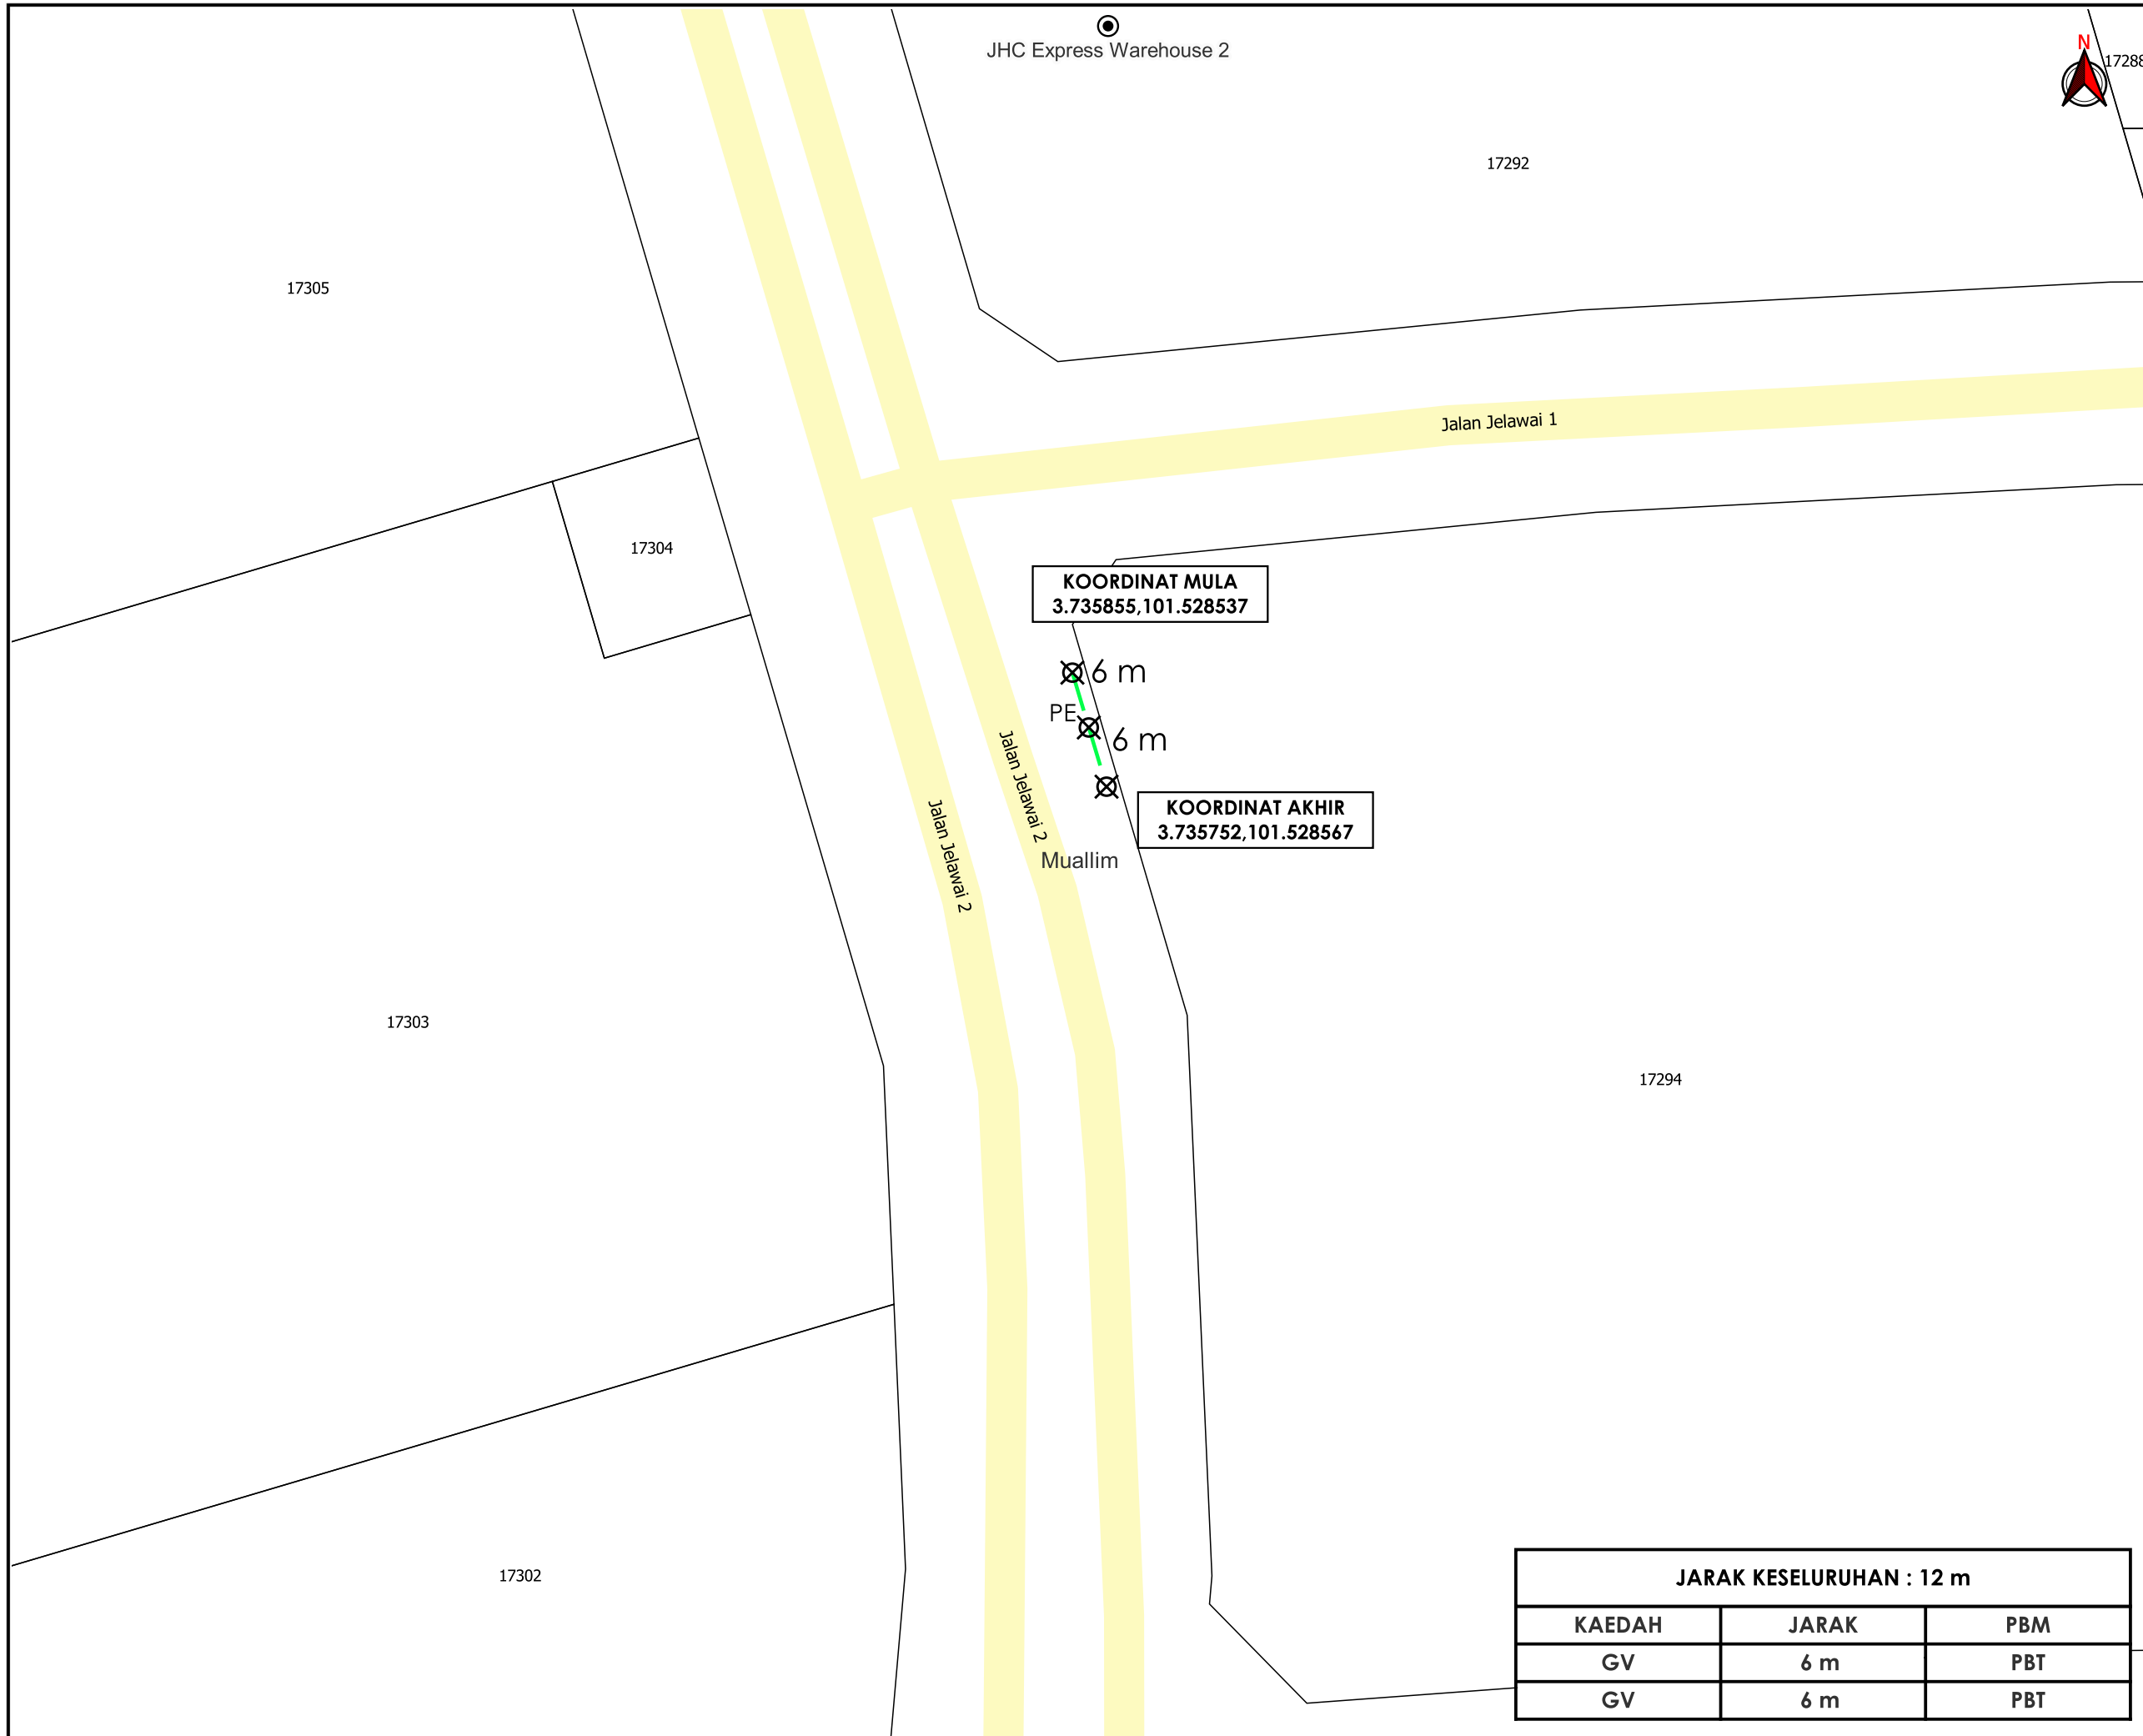 JHC Express Warehouse 2
N
17288
17292
17305
Jalan Jelawai 1
17304
KOORDINAT MULA
3.735855,101.528537
6 m
PE
6 m
Jalan Jelawai 2
Jalan Jelawai 2
KOORDINAT AKHIR
3.735752,101.528567
Muallim
17303
17294
17302
JARAK KESELURUHAN : 12 m
KAEDAH JARAK PBM
GV 6 m PBT
GV 6 m PBT